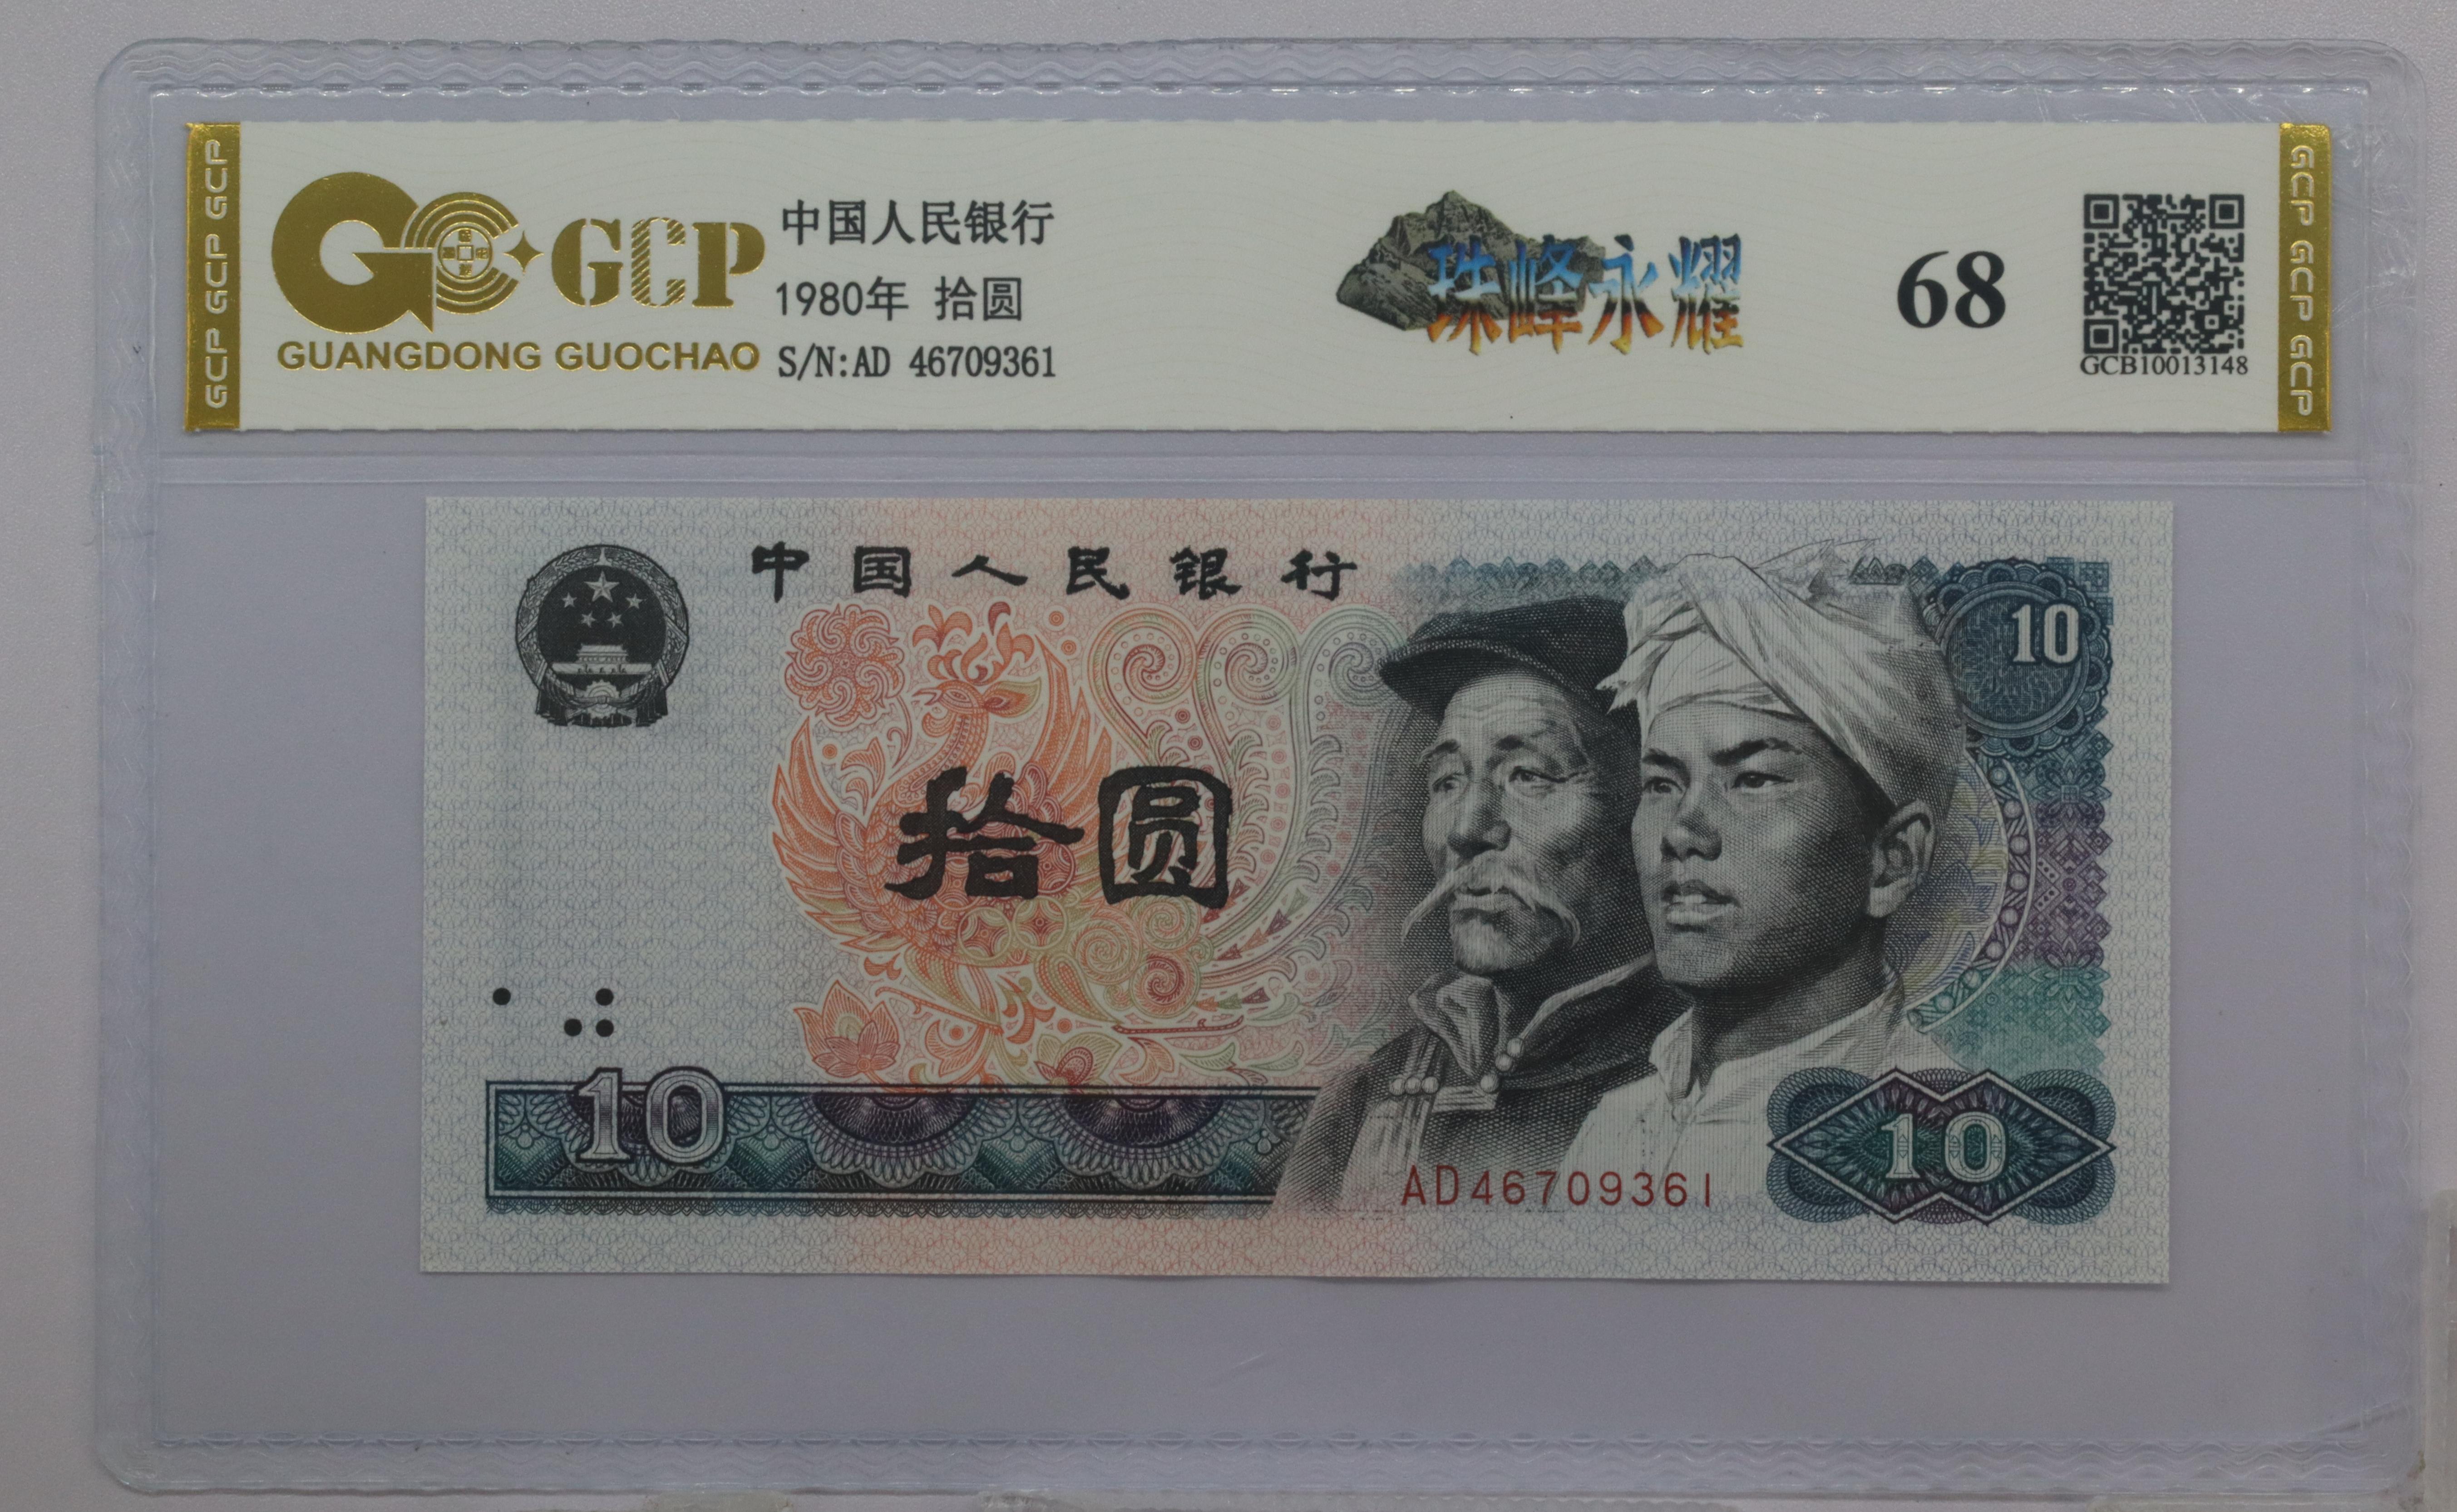 GCP GCP GCP
GCP
GUANGDONG GUOCHAO
中国人民银行
1980年 拾圆
S/N:AD 46709361
珠峰永耀
68
GCB10013148
GCP GCP GCP
中国人民银行
10
拾圆
10
10
AD46709361